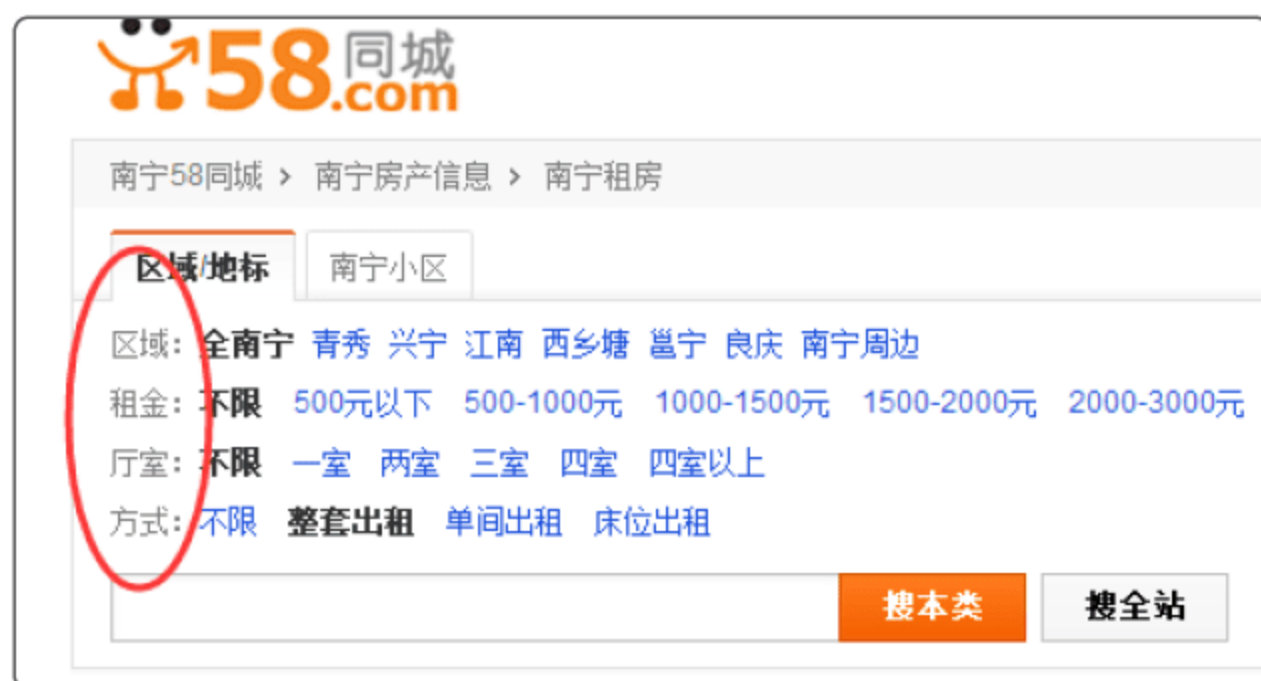 58同城
.com
南宁58同城 > 南宁房产信息 > 南宁租房
区域/地标 南宁小区
区域: 全南宁 青秀 兴宁 江南 西乡塘 邕宁 良庆 南宁周边
租金: 不限 500元以下 500-1000元 1000-1500元 1500-2000元 2000-3000元
厅室: 不限 一室 两室 三室 四室 四室以上
方式: 不限 整套出租 单间出租 床位出租
搜本类 搜全站